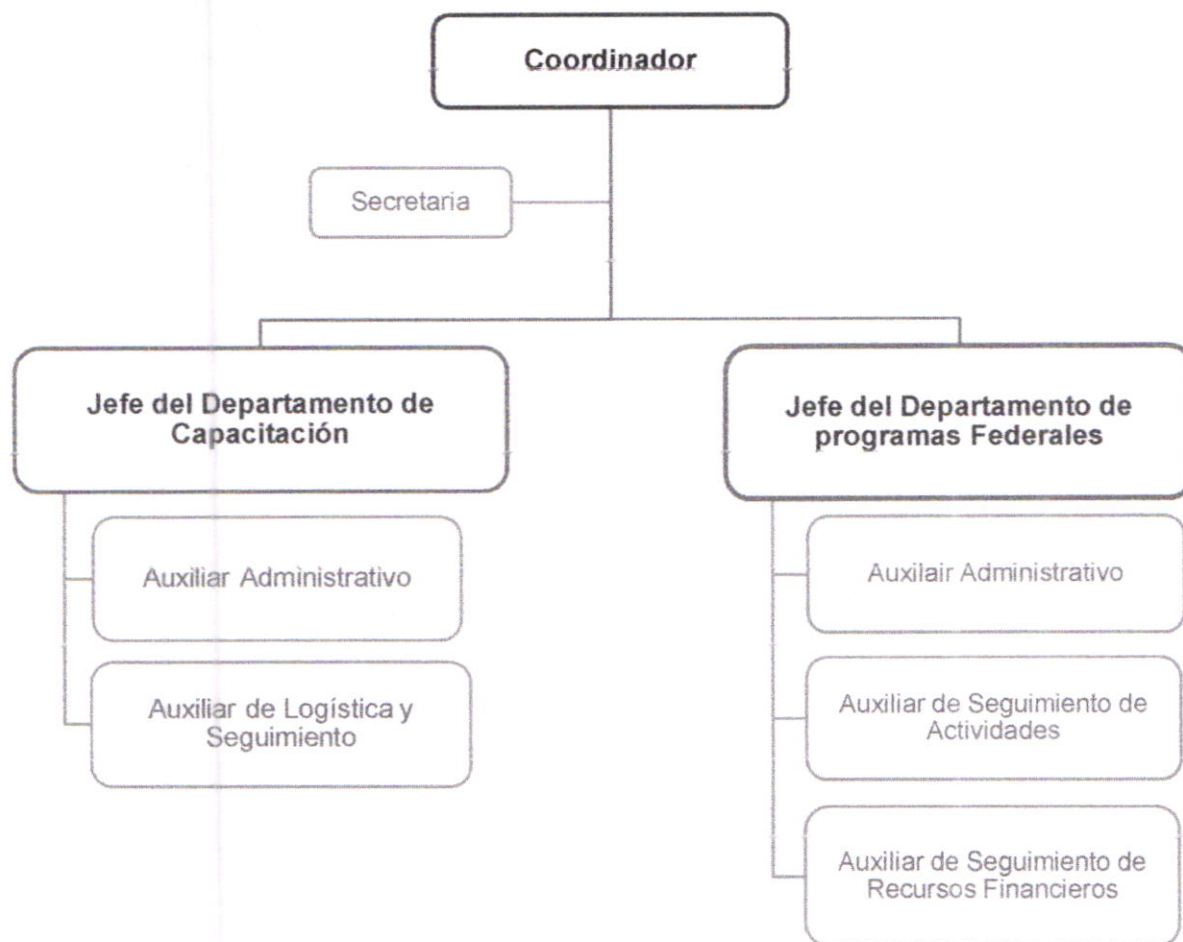 Coordinador
Secretaria
Jefe del Departamento de
Capacitación
Auxiliar Administrativo
Auxiliar de Logística y
Seguimiento
Jefe del Departamento de
programas Federales
Auxilair Administrativo
Auxiliar de Seguimiento de
Actividades
Auxiliar de Seguimiento de
Recursos Financieros